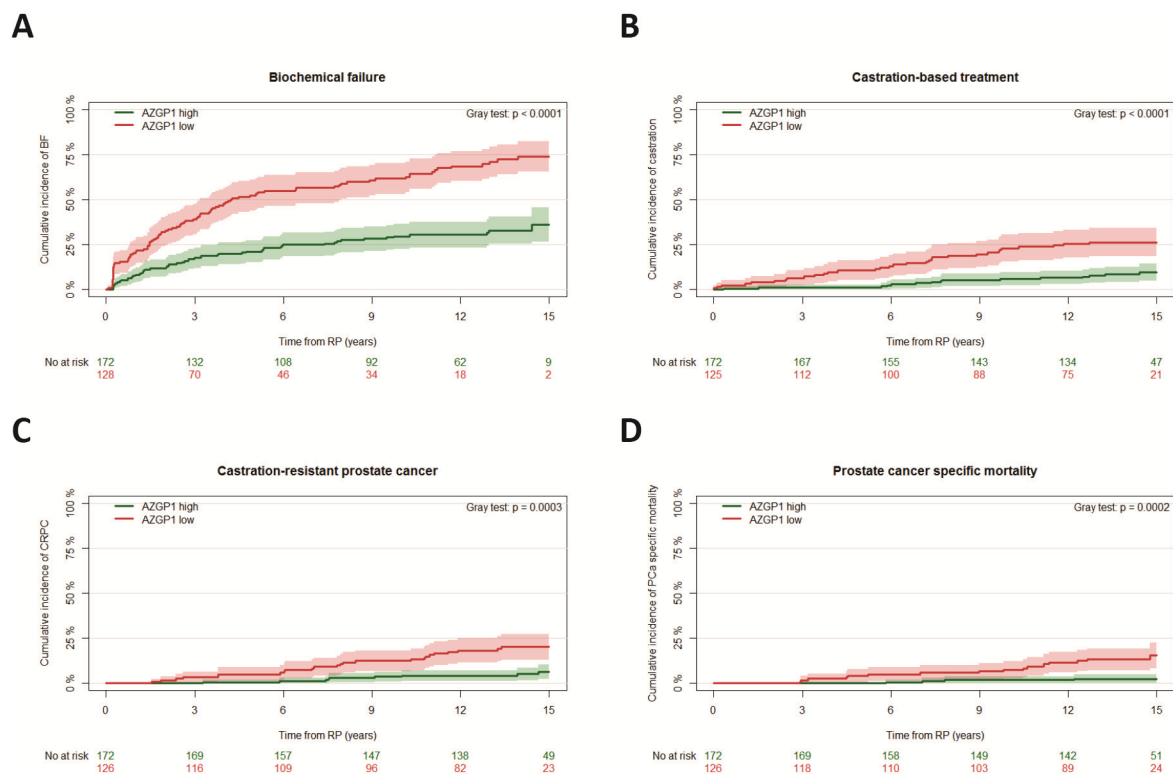 A
Biochemical failure
Cumulative incidence of BF
100 %
75 %
50 %
25 %
0 %
AZGP1 high
AZGP1 low
Gray test: p < 0.0001
0 3 6 9 12 15
Time from RP (years)
No at risk 172 132 108 92 62 9
128 70 46 34 18 2
B
Castration-based treatment
Cumulative incidence of castration
100 %
75 %
50 %
25 %
0 %
AZGP1 high
AZGP1 low
Gray test: p < 0.0001
0 3 6 9 12 15
Time from RP (years)
No at risk 172 167 155 143 134 47
125 112 100 88 75 21
C
Castration-resistant prostate cancer
Cumulative incidence of CRPC
100 %
75 %
50 %
25 %
0 %
AZGP1 high
AZGP1 low
Gray test: p = 0.0003
0 3 6 9 12 15
Time from RP (years)
No at risk 172 169 157 147 138 49
126 116 109 96 82 23
D
Prostate cancer specific mortality
Cumulative incidence of PCa specific mortality
100 %
75 %
50 %
25 %
0 %
AZGP1 high
AZGP1 low
Gray test: p = 0.0002
0 3 6 9 12 15
Time from RP (years)
No at risk 172 169 158 149 142 51
126 118 110 103 89 24